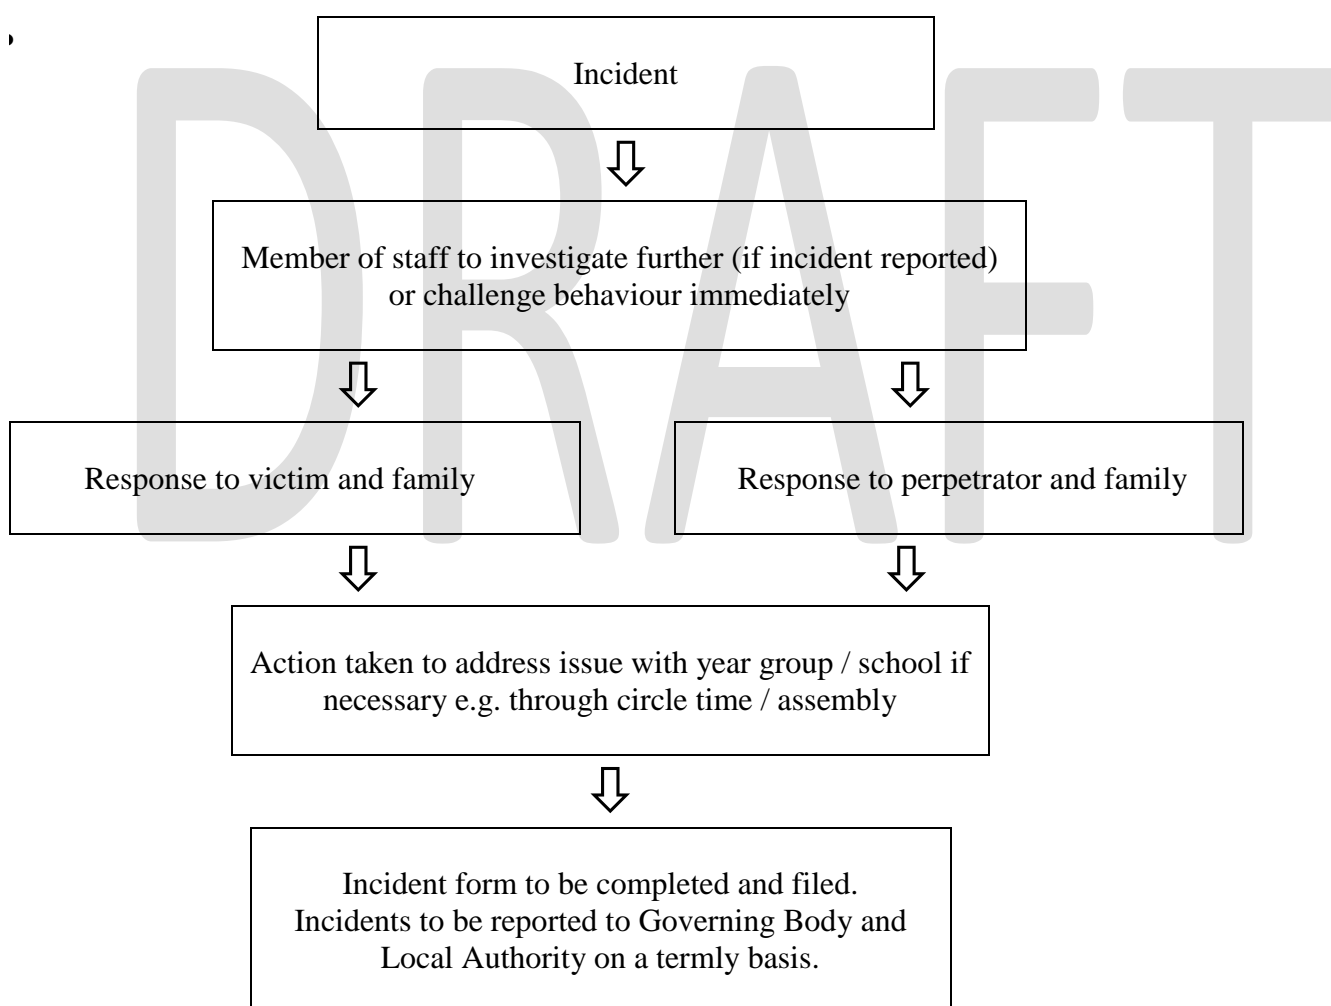 DRAFT
Incident
Member of staff to investigate further (if incident reported)
or challenge behaviour immediately
Response to victim and family
Response to perpetrator and family
Action taken to address issue with year group / school if
necessary e.g. through circle time / assembly
Incident form to be completed and filed.
Incidents to be reported to Governing Body and
Local Authority on a termly basis.